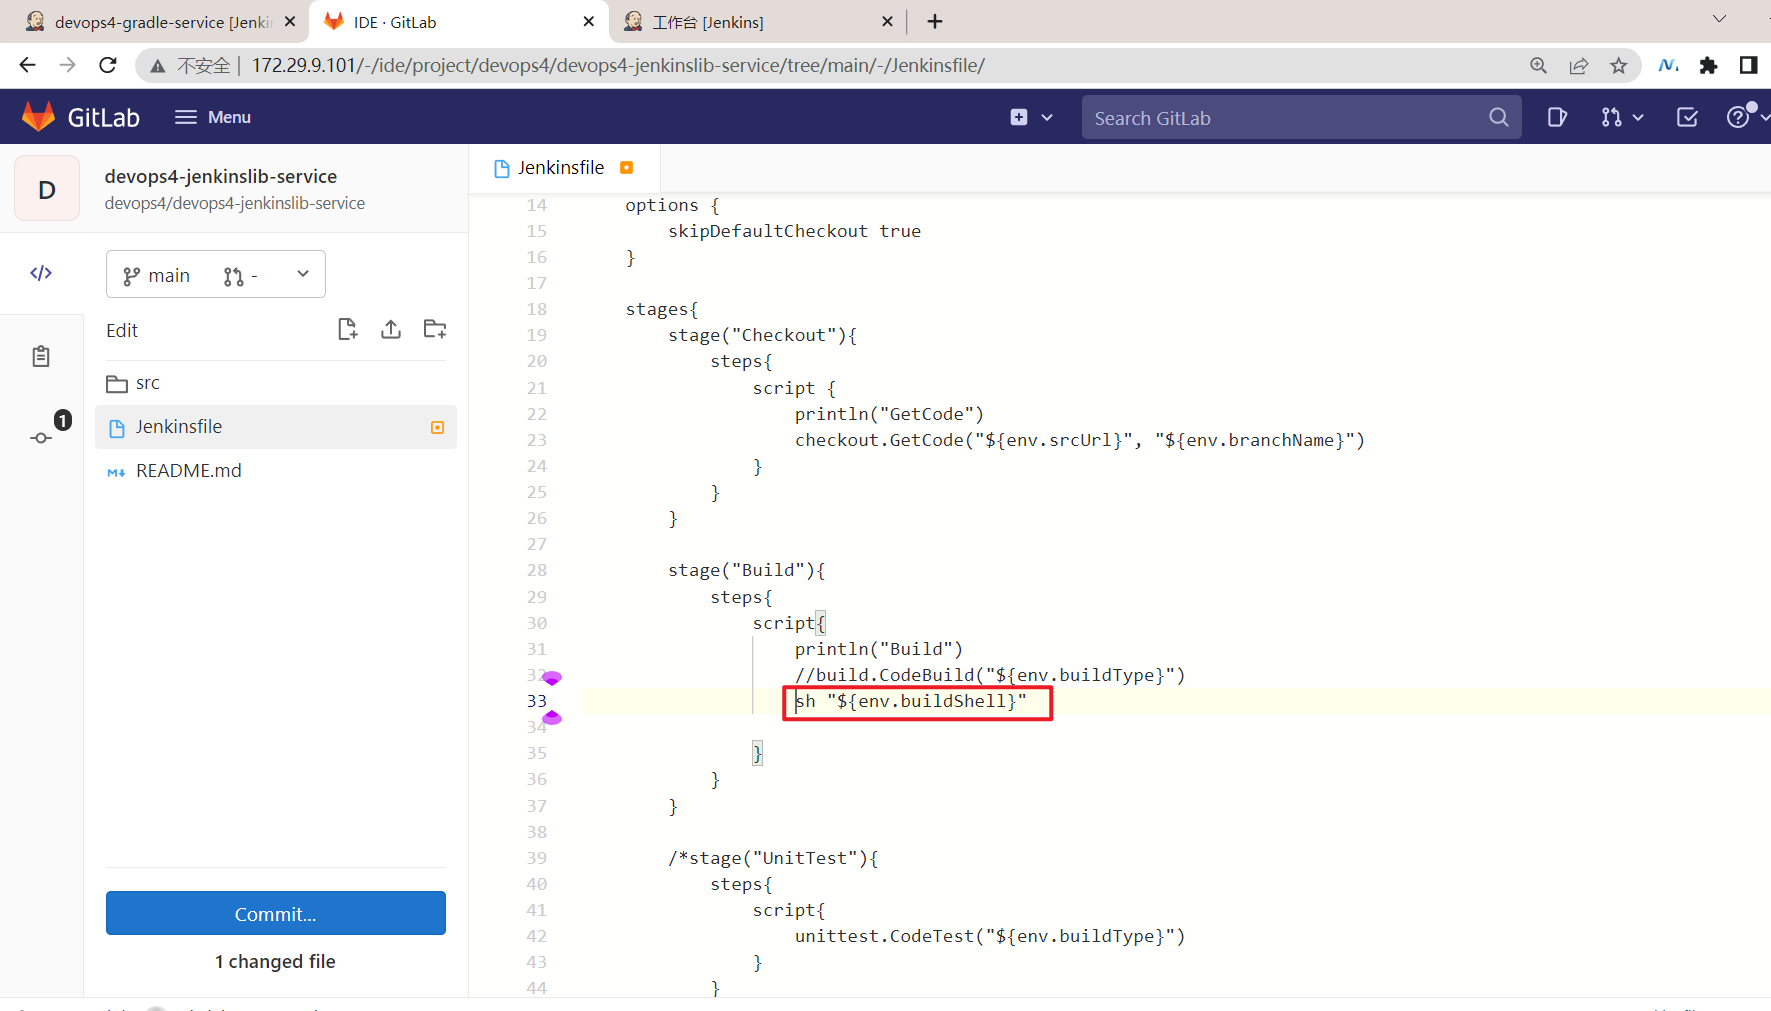 devops4-gradle-service [Jenki
IDE · GitLab
工作台 [Jenkins]
不安全 | 172.29.9.101/-/ide/project/devops4/devops4-jenkinslib-service/tree/main/-/Jenkinsfile/
GitLab
Menu
Search GitLab
D
devops4-jenkinslib-service
devops4/devops4-jenkinslib-service
main
-
Edit
src
Jenkinsfile
README.md
1
Commit...
1 changed file
Jenkinsfile
14 options {
15 skipDefaultCheckout true
16 }
17
18 stages{
19 stage("Checkout"){
20 steps{
21 script {
22 println("GetCode")
23 checkout.GetCode("${env.srcUrl}", "${env.branchName}")
24 }
25 }
26 }
27
28 stage("Build"){
29 steps{
30 script{
31 println("Build")
32 //build.CodeBuild("${env.buildType}")
33 sh "${env.buildShell}"
34
35 }
36 }
37 }
38
39 /*stage("UnitTest"){
40 steps{
41 script{
42 unittest.CodeTest("${env.buildType}")
43 }
44 }